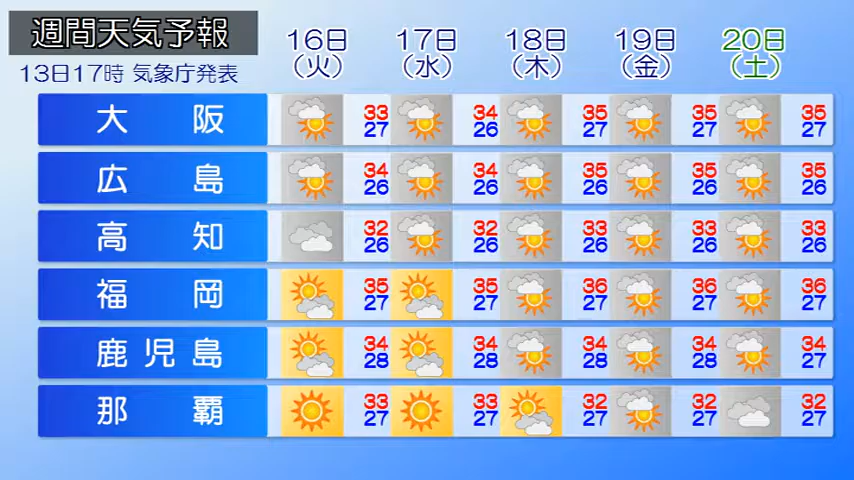 週間天気予報
13日17時 気象庁発表
16日 17日 18日 19日 20日
(火) (水) (木) (金) (土)
大阪 33 27 34 26 35 27 35 27 35 27
広島 34 26 34 26 35 26 35 26 35 26
高知 32 26 32 26 33 26 33 26 33 26
福岡 35 27 35 27 36 27 36 27 36 27
鹿児島 34 28 34 28 34 28 34 28 34 27
那覇 33 27 33 27 32 27 32 27 32 27